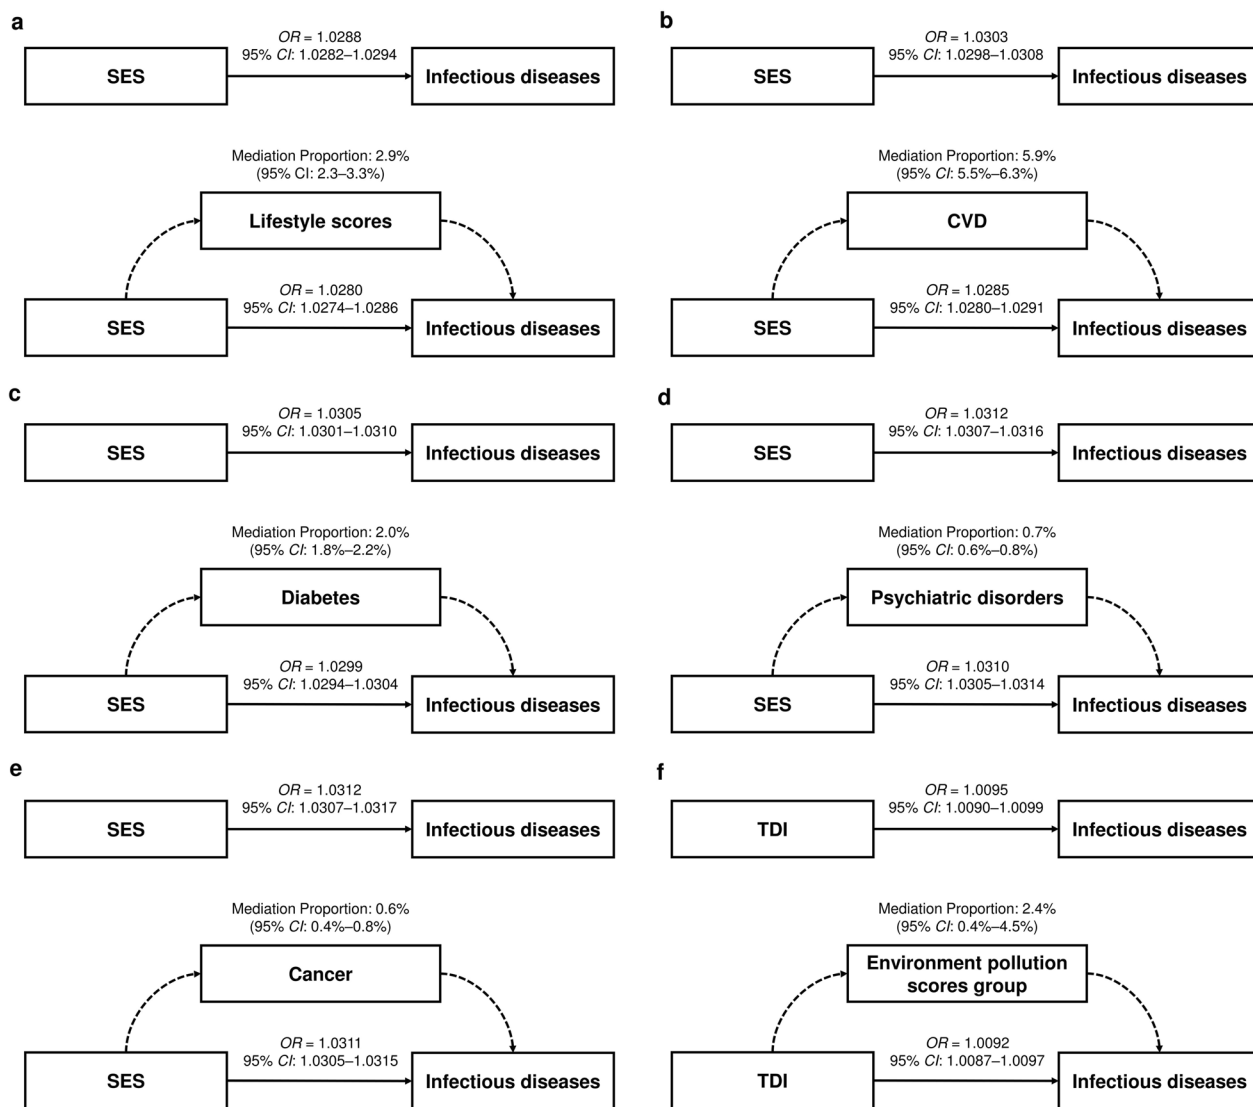 a
OR = 1.0288
95% CI: 1.0282–1.0294
SES
Infectious diseases
Mediation Proportion: 2.9%
(95% CI: 2.3–3.3%)
Lifestyle scores
OR = 1.0280
95% CI: 1.0274–1.0286
SES
Infectious diseases
b
OR = 1.0303
95% CI: 1.0298–1.0308
SES
Infectious diseases
Mediation Proportion: 5.9%
(95% CI: 5.5%–6.3%)
CVD
OR = 1.0285
95% CI: 1.0280–1.0291
SES
Infectious diseases
c
OR = 1.0305
95% CI: 1.0301–1.0310
SES
Infectious diseases
Mediation Proportion: 2.0%
(95% CI: 1.8%–2.2%)
Diabetes
OR = 1.0299
95% CI: 1.0294–1.0304
SES
Infectious diseases
d
OR = 1.0312
95% CI: 1.0307–1.0316
SES
Infectious diseases
Mediation Proportion: 0.7%
(95% CI: 0.6%–0.8%)
Psychiatric disorders
OR = 1.0310
95% CI: 1.0305–1.0314
SES
Infectious diseases
e
OR = 1.0312
95% CI: 1.0307–1.0317
SES
Infectious diseases
Mediation Proportion: 0.6%
(95% CI: 0.4%–0.8%)
Cancer
OR = 1.0311
95% CI: 1.0305–1.0315
SES
Infectious diseases
f
OR = 1.0095
95% CI: 1.0090–1.0099
TDI
Infectious diseases
Mediation Proportion: 2.4%
(95% CI: 0.4%–4.5%)
Environment pollution
scores group
OR = 1.0092
95% CI: 1.0087–1.0097
TDI
Infectious diseases